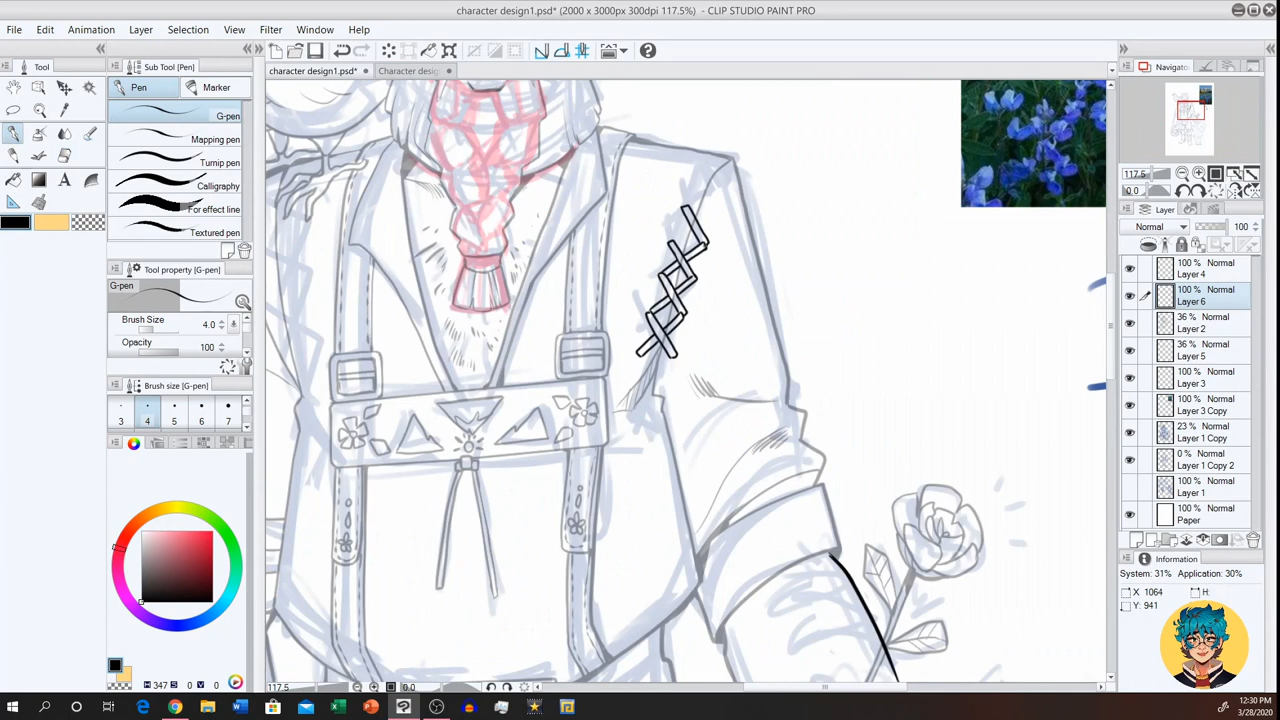 character design1.psd* (2000 x 3000px 300dpi 117.5%) - CLIP STUDIO PAINT PRO
File Edit Animation Layer Selection View Filter Window Help
Tool
Sub Tool [Pen]
Pen
Marker
G-pen
Mapping pen
Turnip pen
Calligraphy
For effect line
Textured pen
Tool property [G-pen]
G-pen
Brush Size 4.0
Opacity 100
Brush size [G-pen]
3 4 5 6 7
H 347 S 0 V 0
character design1.psd*
Character desig
117.5 0.0
Navigator
117.5
0.0
Layer
Normal 100
100 % Normal
Layer 4
100 % Normal
Layer 6
36 % Normal
Layer 2
36 % Normal
Layer 5
100 % Normal
Layer 3
100 % Normal
Layer 3 Copy
23 % Normal
Layer 1 Copy
0 % Normal
Layer 1 Copy 2
100 % Normal
Layer 1
100 % Normal
Paper
Information
System: 31% Application: 30%
X 1064 H:
Y: 941
12:30 PM
3/28/2020